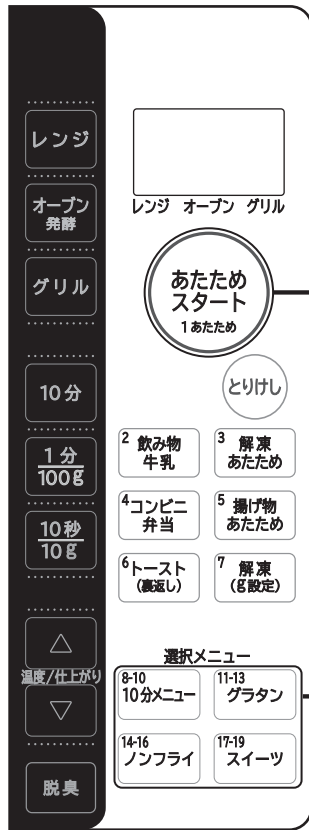 レンジ
オーブン
発酵
グリル
10分
1分
100g
10秒
10g
△
温度/仕上がり
▽
脱臭
レンジ オーブン グリル
あたため
スタート
1あたため
とりけし
2 飲み物
牛乳
3 解凍
あたため
4 コンビニ
弁当
5 揚げ物
あたため
6 トースト
(裏返し)
7 解凍
(g設定)
選択メニュー
8-10
10分メニュー
11-13
グラタン
14-16
ノンフライ
17-19
スイーツ